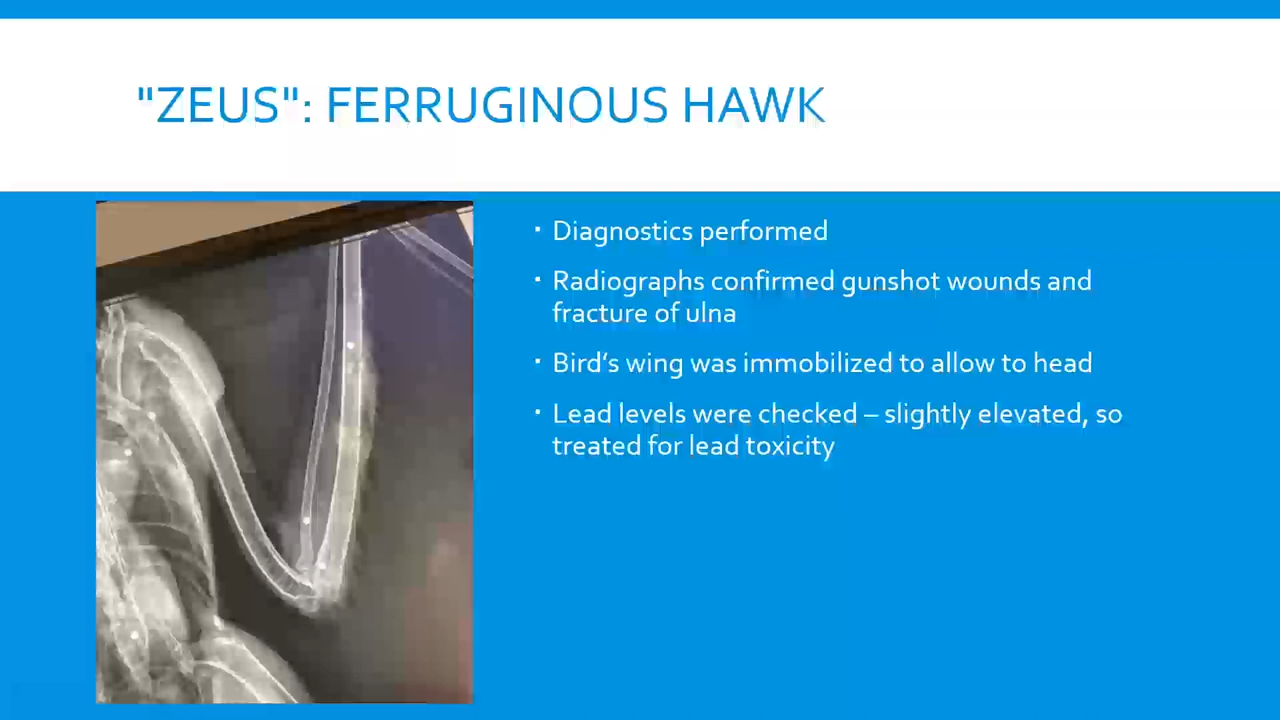 "ZEUS": FERRUGINOUS HAWK
▪ Diagnostics performed
▪ Radiographs confirmed gunshot wounds and
fracture of ulna
▪ Bird’s wing was immobilized to allow to head
▪ Lead levels were checked – slightly elevated, so
treated for lead toxicity